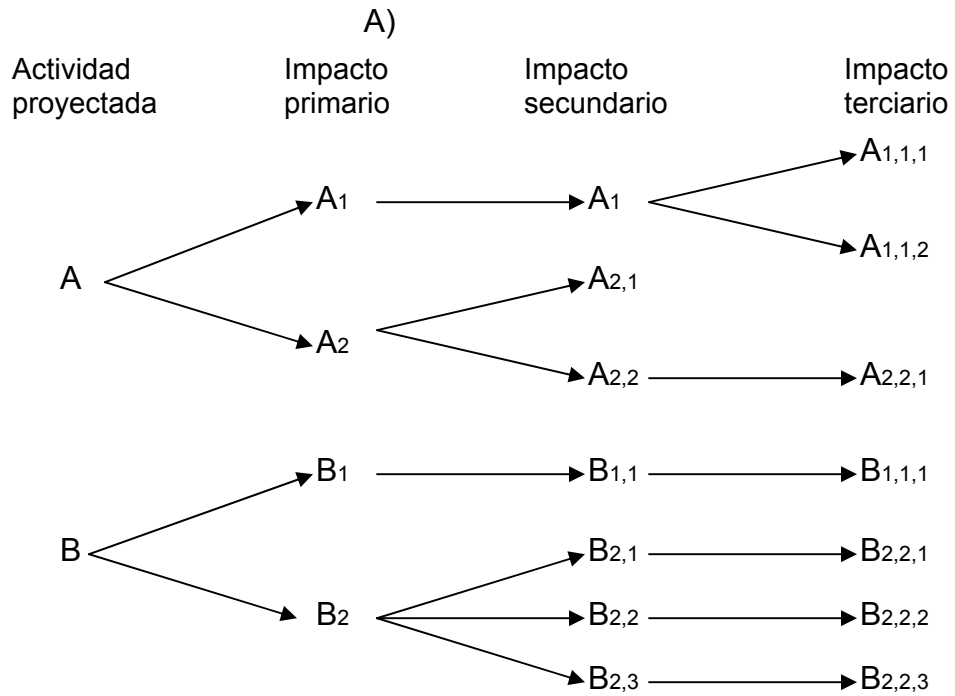 A)
Actividad proyectada
Impacto primario
Impacto secundario
Impacto terciario
A1,1,1
A1
A1
A1,1,2
A
A2,1
A2
A2,2
A2,2,1
B1
B1,1
B1,1,1
B
B2,1
B2,2,1
B2
B2,2
B2,2,2
B2,3
B2,2,3